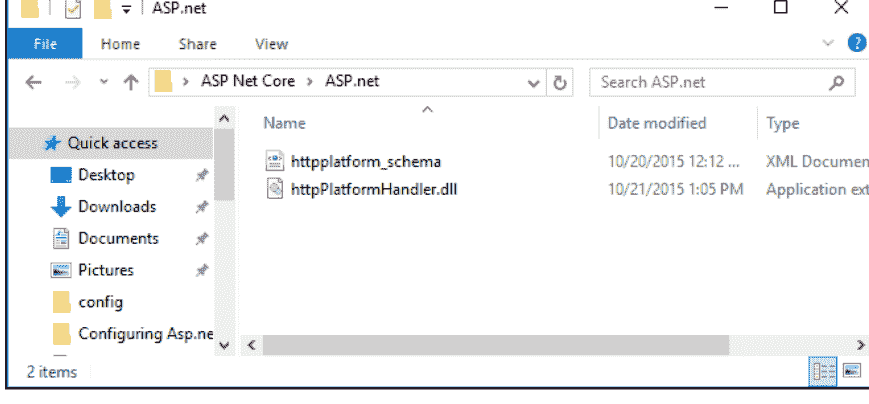 ASP.net
File Home Share View
ASP Net Core ASP.net Search ASP.net
Name Date modified Type
Quick access
httpplatform_schema 10/20/2015 12:12 ... XML Documen
Desktop
httpPlatformHandler.dll 10/21/2015 1:05 PM Application ext
Downloads
Documents
Pictures
config
Configuring Asp.ne
2 items